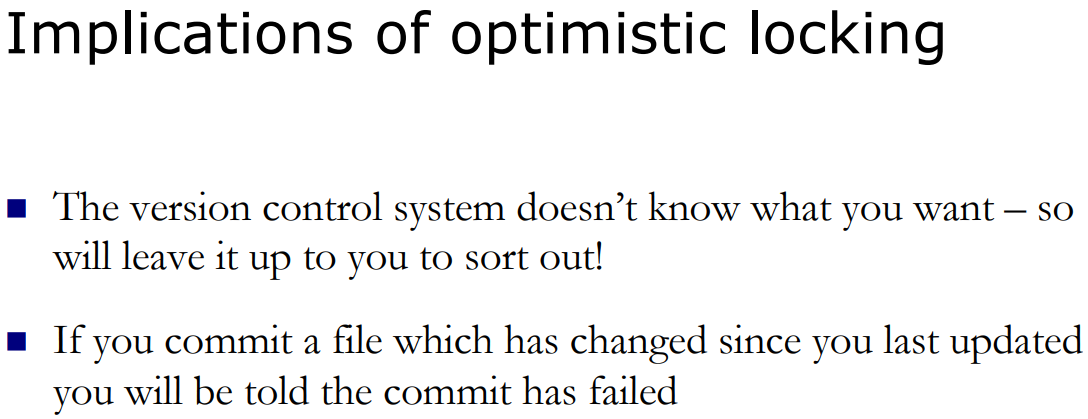 Implications of optimistic locking
The version control system doesn’t know what you want – so
will leave it up to you to sort out!
If you commit a file which has changed since you last updated
you will be told the commit has failed